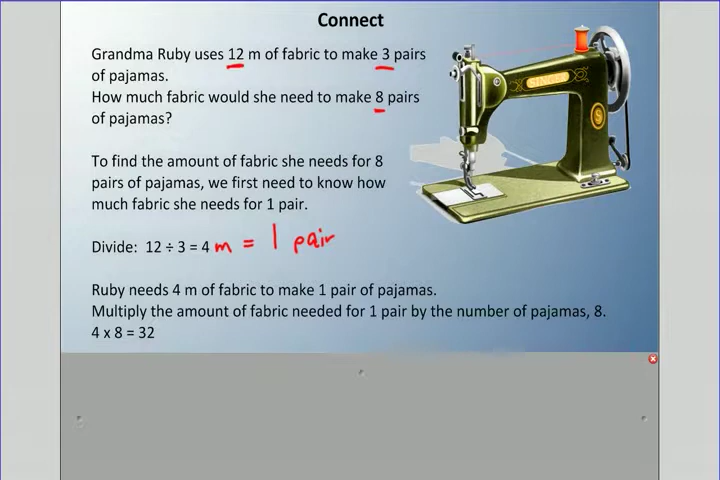 Connect
Grandma Ruby uses 12 m of fabric to make 3 pairs
of pajamas.
How much fabric would she need to make 8 pairs
of pajamas?
To find the amount of fabric she needs for 8
pairs of pajamas, we first need to know how
much fabric she needs for 1 pair.
Divide: 12 ÷ 3 = 4 m = 1 pair
Ruby needs 4 m of fabric to make 1 pair of pajamas.
Multiply the amount of fabric needed for 1 pair by the number of pajamas, 8.
4 x 8 = 32